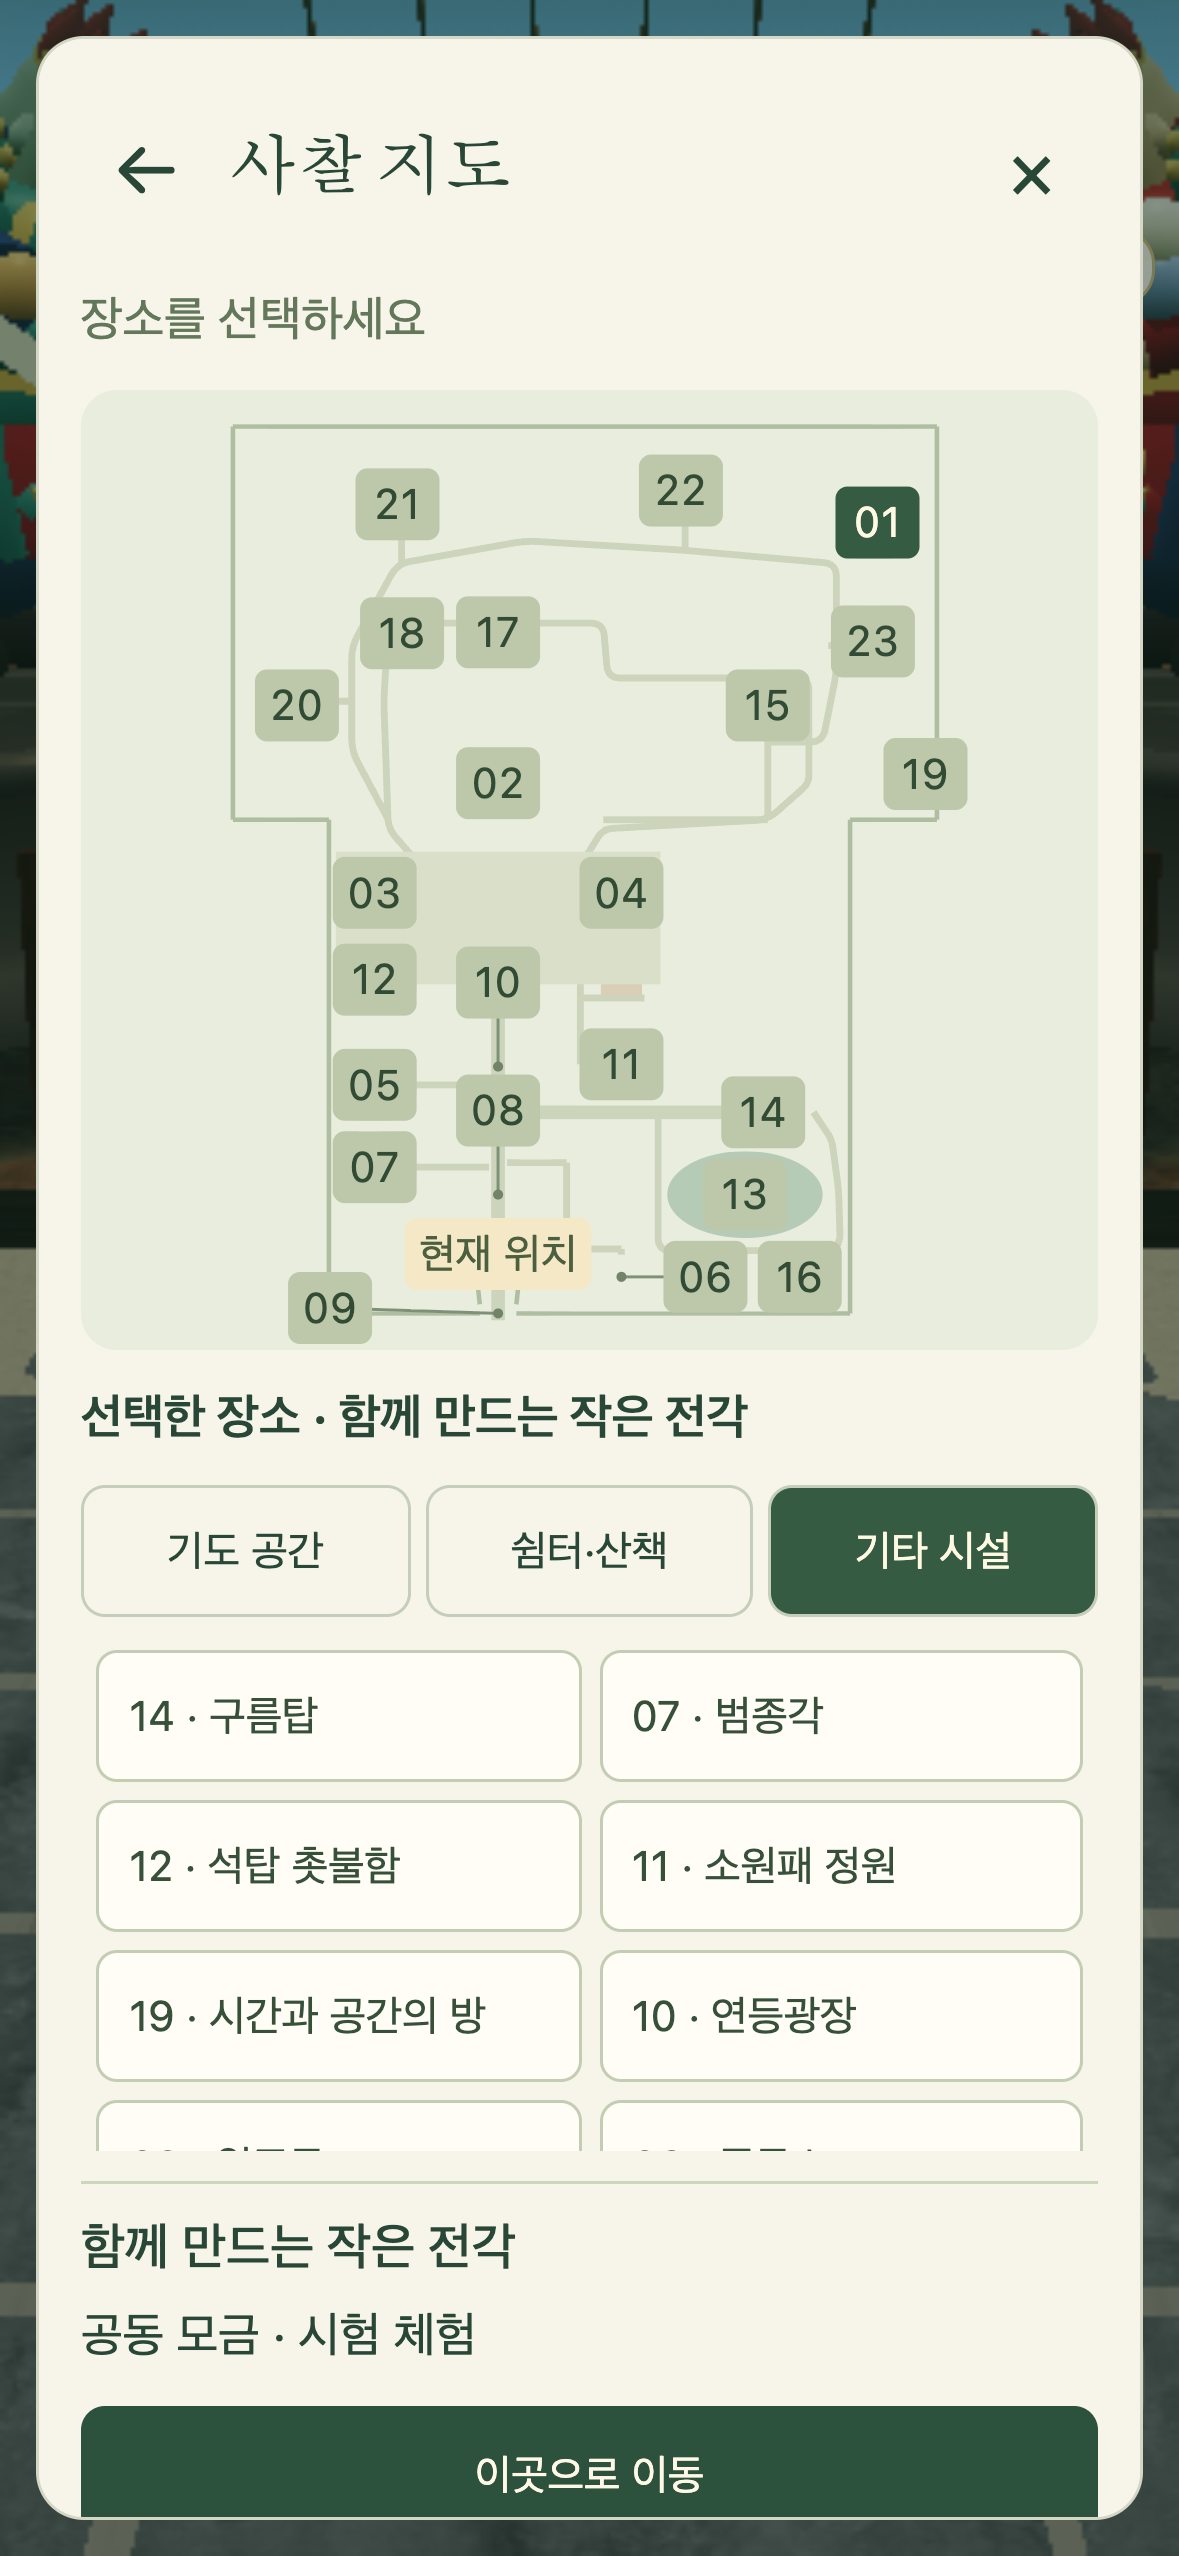 사찰 지도
장소를 선택하세요
21
22
01
18
17
23
20
15
02
19
03
04
12
10
11
05
08
14
07
13
현재 위치
06
16
09
선택한 장소 · 함께 만드는 작은 전각
기도 공간
쉼터·산책
기타 시설
14 · 구름탑
07 · 범종각
12 · 석탑 촛불함
11 · 소원패 정원
19 · 시간과 공간의 방
10 · 연등광장
함께 만드는 작은 전각
공동 모금 · 시험 체험
이곳으로 이동